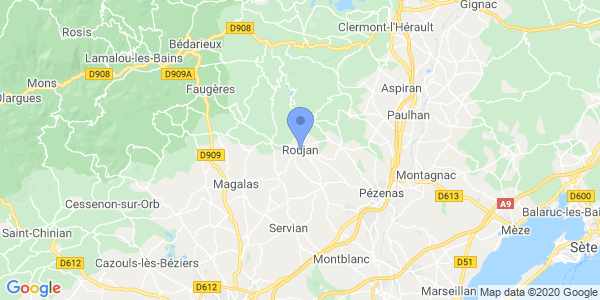 Gignac
Rosis
D908
Clermont-l'Hérault
Bédarieux
Lamalou-les-Bains
D908
D909A
Mons
Aspiran
Faugères
Olargues
Paulhan
Roujan
D909
Montagnac
Magalas
Pézenas
D613
D600
Cessenon-sur-Orb
A9
Balaruc-les-Bai
Saint-Chinian
Servian
Mèze
Sète
D612
Cazouls-lès-Béziers
Montblanc
D51
D612
Marseillan
Google
Map data ©2020 Google